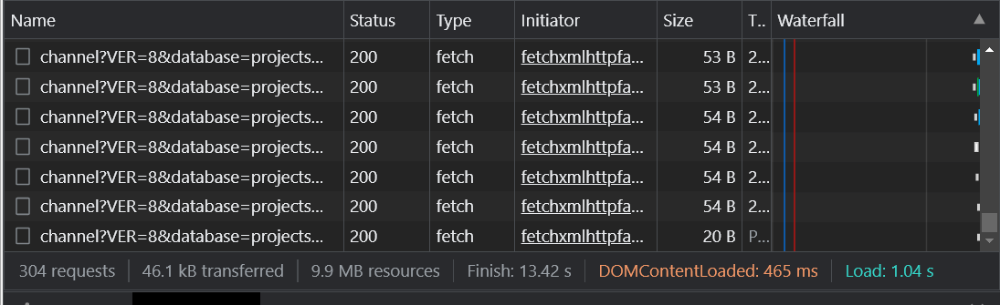 Name Status Type Initiator Size T.. Waterfall
channel?VER=8&database=projects... 200 fetch fetchxmlhttpfa... 53 B 2...
channel?VER=8&database=projects... 200 fetch fetchxmlhttpfa... 53 B 2...
channel?VER=8&database=projects... 200 fetch fetchxmlhttpfa... 54 B 2...
channel?VER=8&database=projects... 200 fetch fetchxmlhttpfa... 54 B 2...
channel?VER=8&database=projects... 200 fetch fetchxmlhttpfa... 54 B 2...
channel?VER=8&database=projects... 200 fetch fetchxmlhttpfa... 54 B 2...
channel?VER=8&database=projects... 200 fetch fetchxmlhttpfa... 20 B P...
304 requests 46.1 kB transferred 9.9 MB resources Finish: 13.42 s DOMContentLoaded: 465 ms Load: 1.04 s